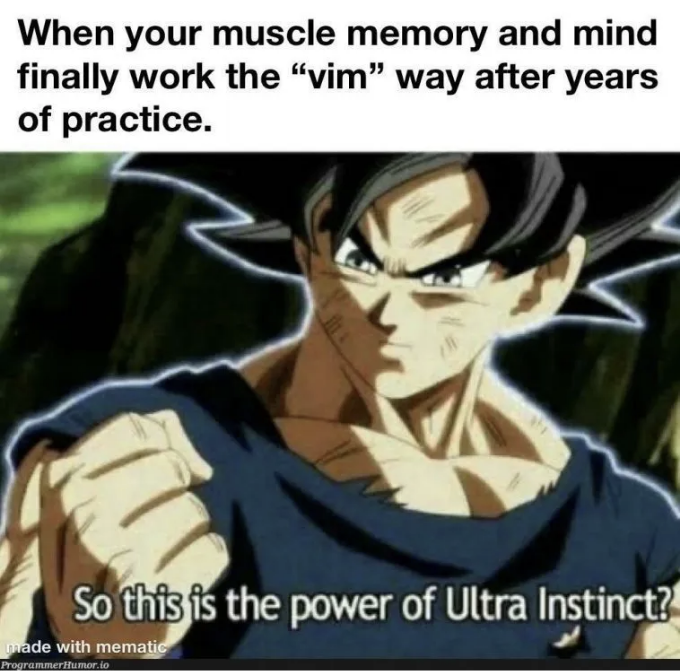 When your muscle memory and mind
finally work the “vim” way after years
of practice.
So this is the power of Ultra Instinct?
made with mematic
ProgrammerHumor.io